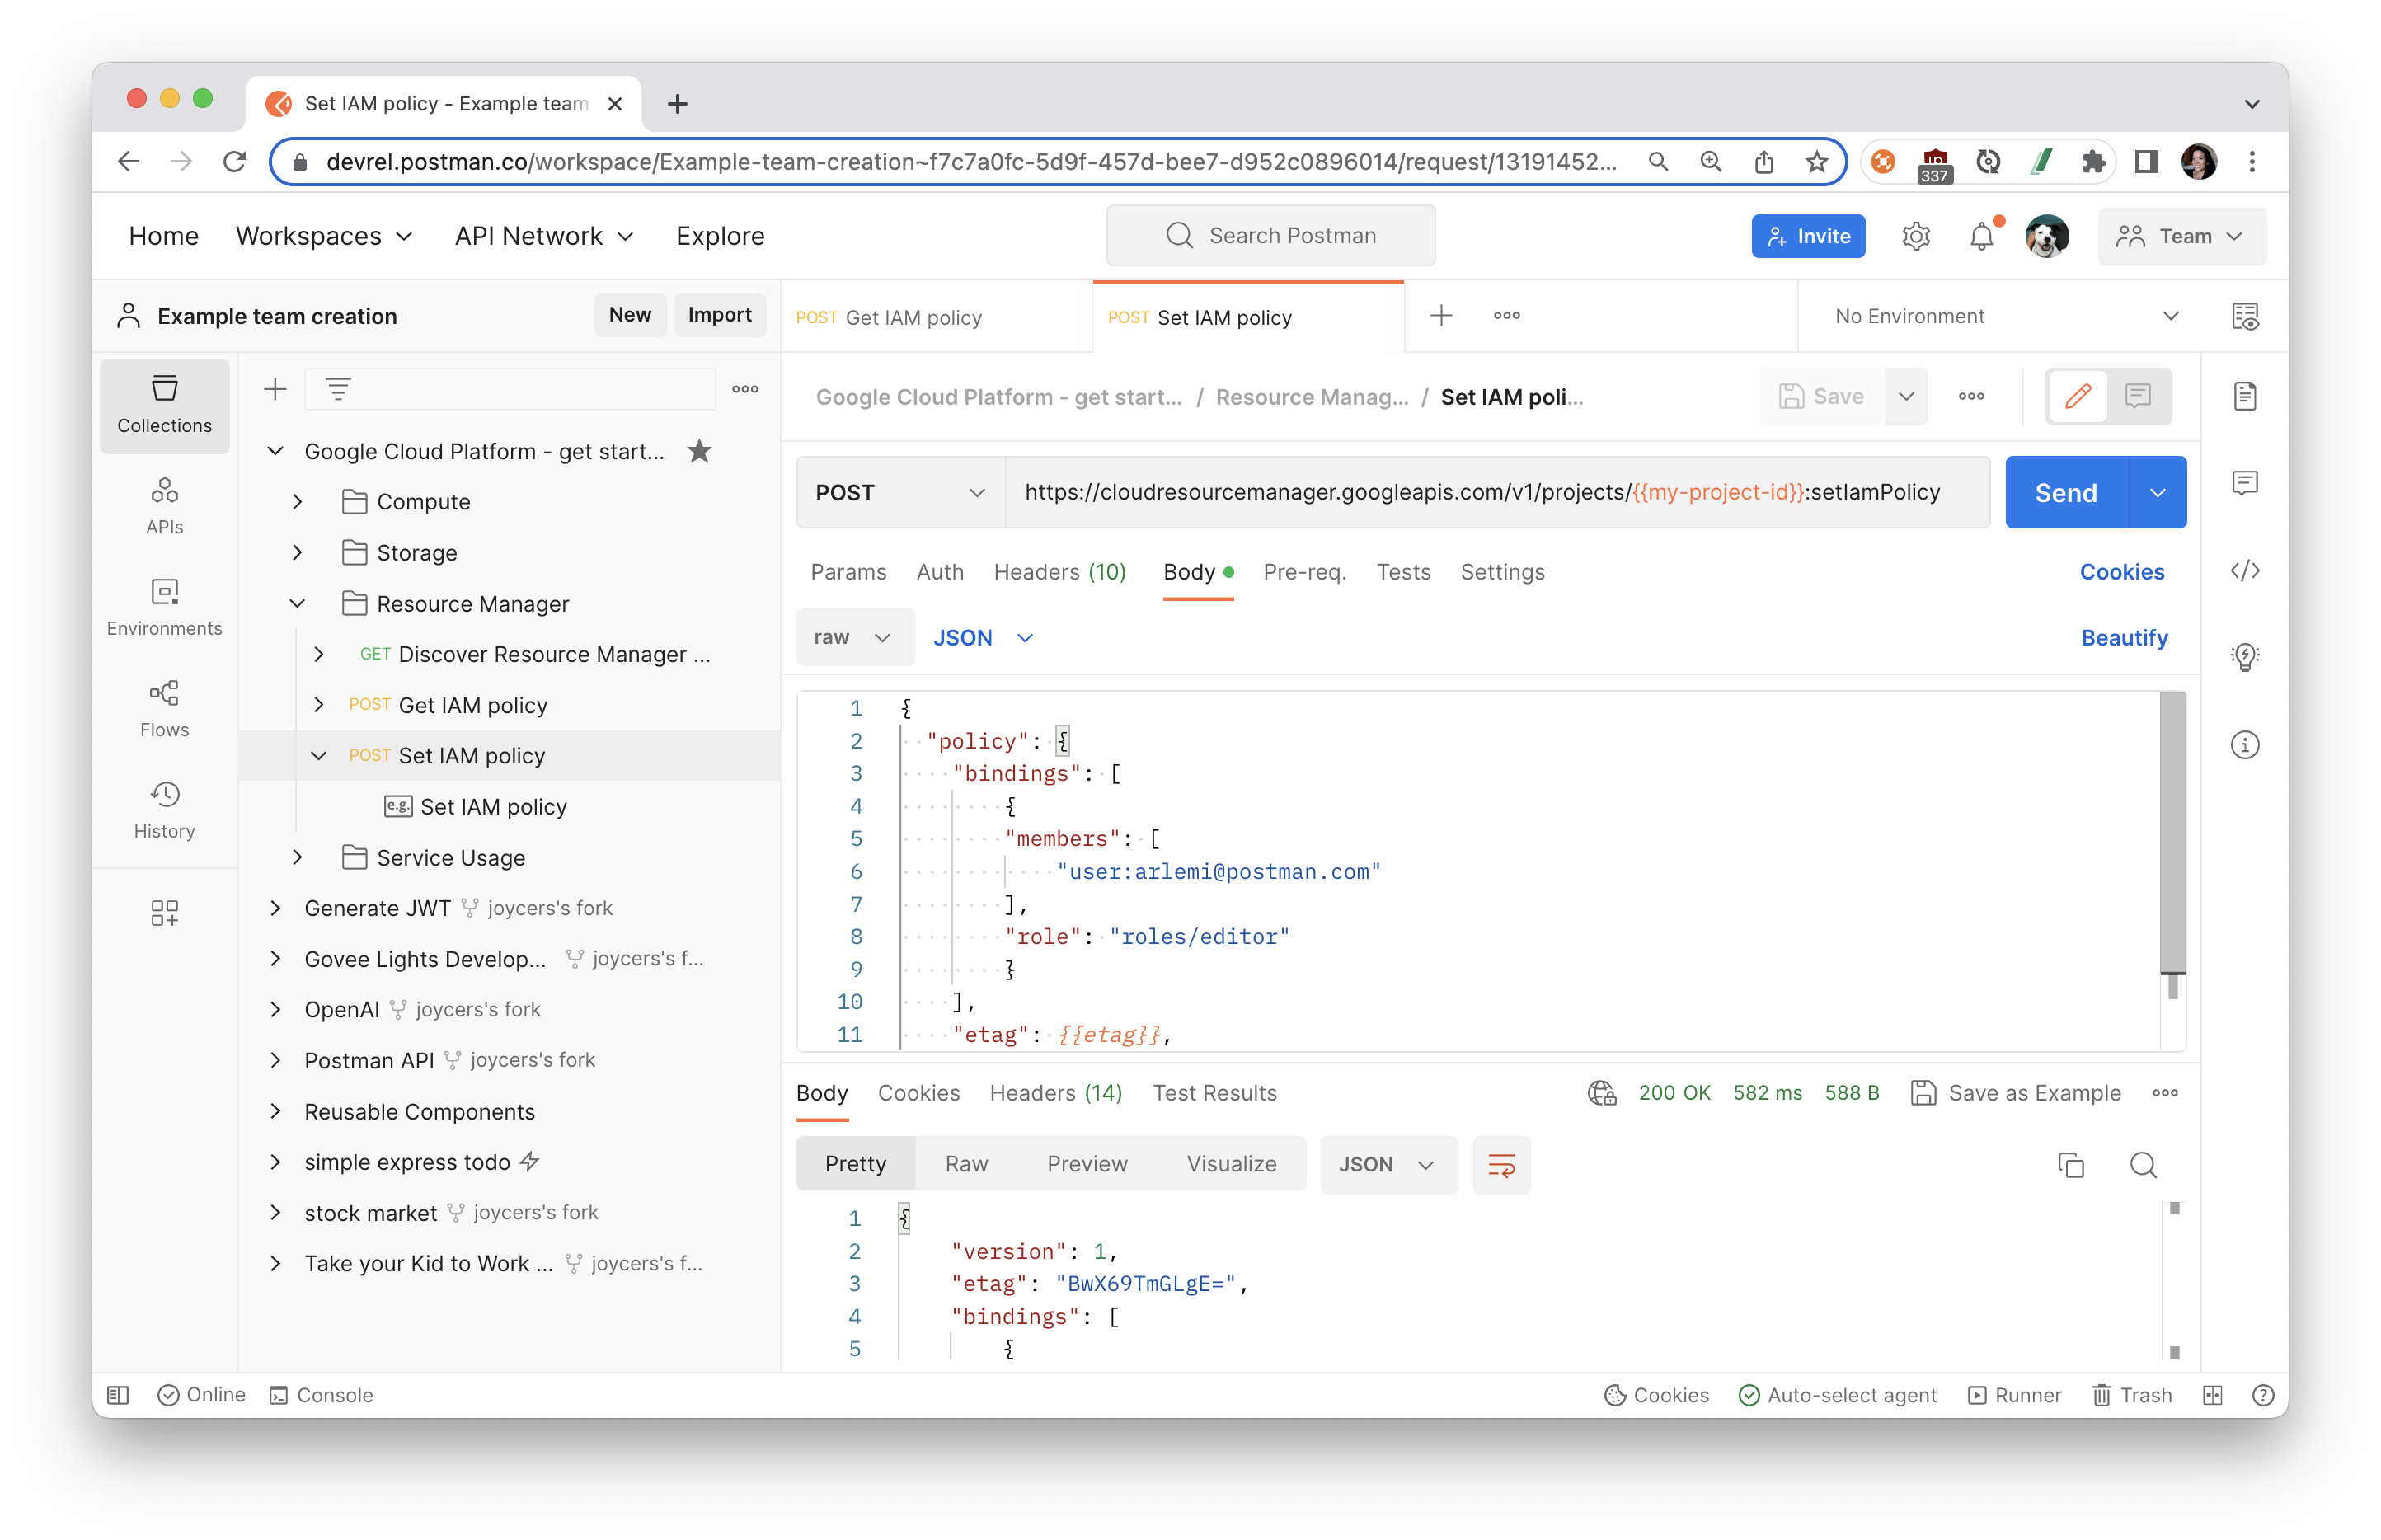 Set IAM policy - Example team
devrel.postman.co/workspace/Example-team-creation~f7c7a0fc-5d9f-457d-bee7-d952c0896014/request/13191452...
337
Home Workspaces API Network Explore
Search Postman
Invite
Team
Example team creation
New Import
POST Get IAM policy
POST Set IAM policy
No Environment
Collections
APIs
Environments
Flows
History
Google Cloud Platform - get start...
Compute
Storage
Resource Manager
GET Discover Resource Manager ...
POST Get IAM policy
POST Set IAM policy
e.g. Set IAM policy
Service Usage
Generate JWT joycers's fork
Govee Lights Develop... joycers's f...
OpenAI joycers's fork
Postman API joycers's fork
Reusable Components
simple express todo
stock market joycers's fork
Take your Kid to Work ... joycers's f...
Google Cloud Platform - get start... / Resource Manag... / Set IAM poli...
Save
POST https://cloudresourcemanager.googleapis.com/v1/projects/{{my-project-id}}:setIamPolicy
Send
Params Auth Headers (10) Body Pre-req. Tests Settings
Cookies
raw JSON
Beautify
1 {
2 "policy": {
3 "bindings": [
4 {
5 "members": [
6 "user:arlemi@postman.com"
7 ],
8 "role": "roles/editor"
9 }
10 ],
11 "etag": {{etag}},
Body Cookies Headers (14) Test Results
200 OK 582 ms 588 B Save as Example
Pretty Raw Preview Visualize JSON
1 {
2 "version": 1,
3 "etag": "BwX69TmGLgE=",
4 "bindings": [
5 {
Online Console
Cookies Auto-select agent Runner Trash